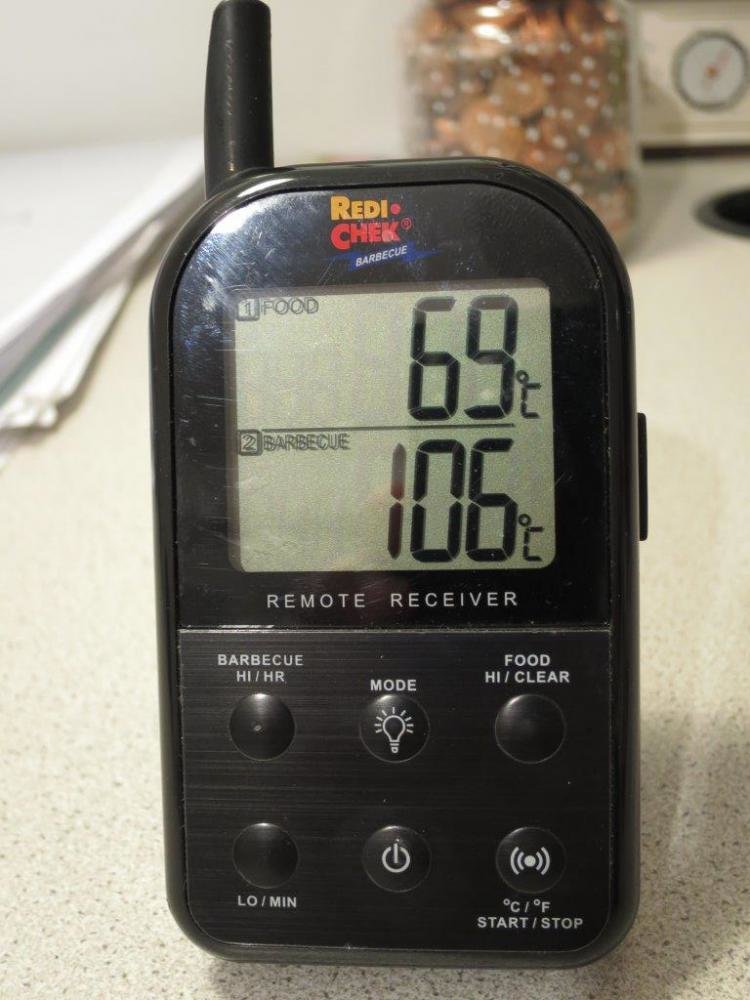 REDI
CHEK®
BARBECUE
1 FOOD
69°C
2 BARBECUE
106°C
REMOTE RECEIVER
BARBECUE
HI/HR
MODE
FOOD
HI/CLEAR
LO/MIN
°C/°F
START/STOP